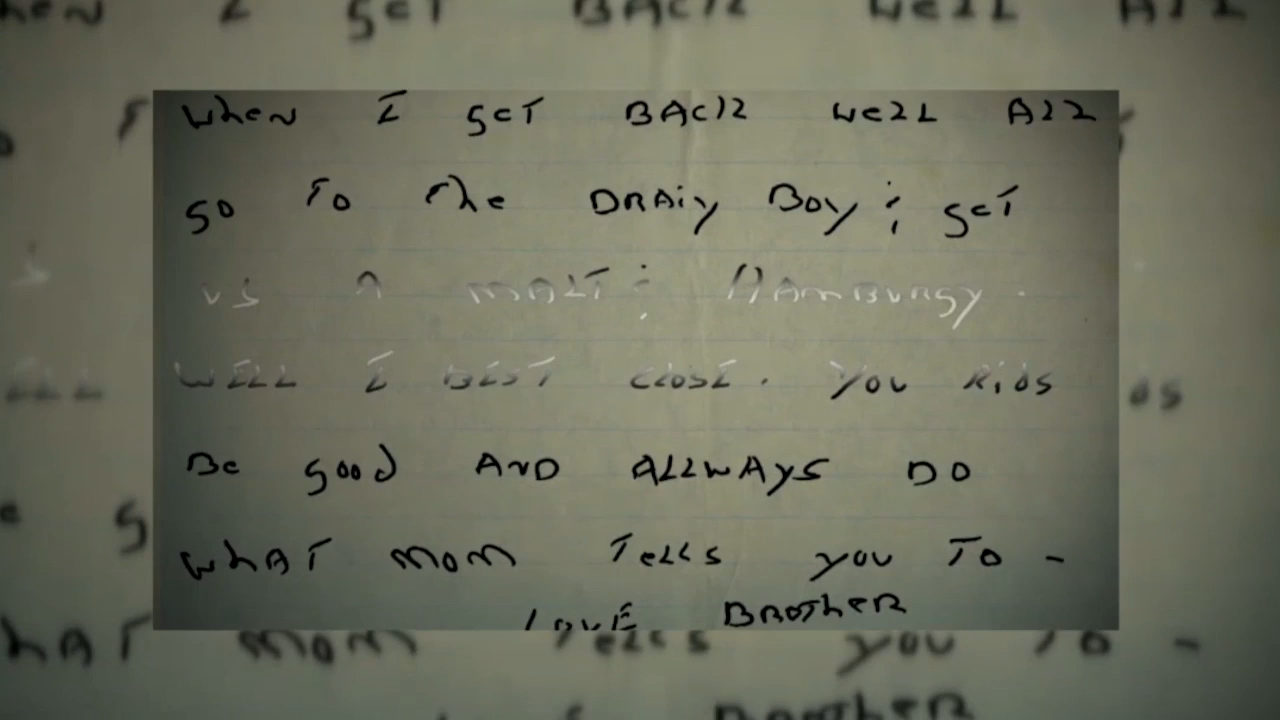 When I get BACK WeLL ALL
go To The DRAiy Boy ; get
us A MALT ; HAmBurgy .
WELL I BEST CLOSE . You Kids
Be good AND ALLWAYS DO
WhAT mom TeLLs you To -
LOVE BROTHER